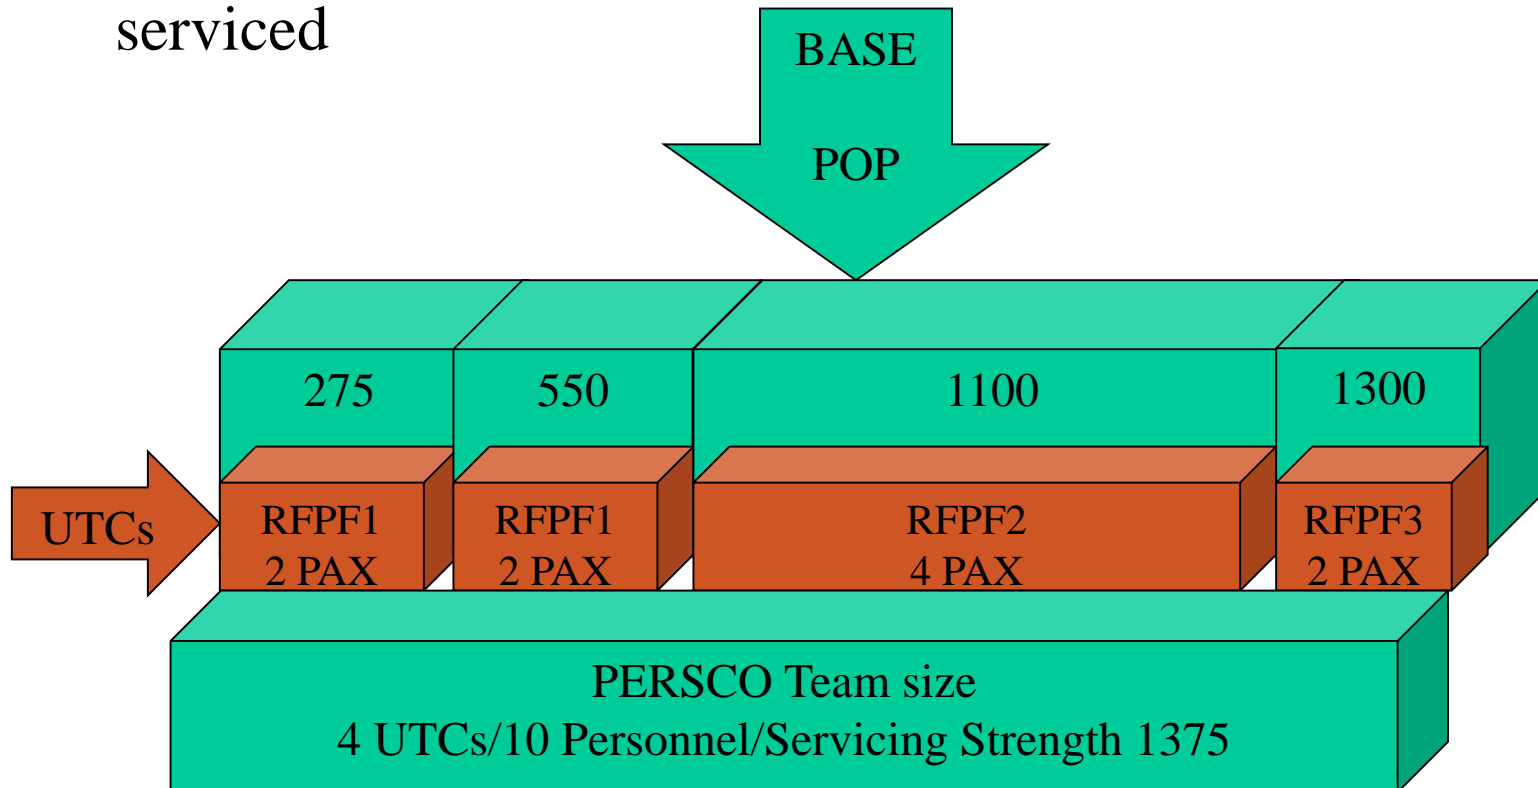 serviced
BASE
POP
275
550
1100
1300
UTCs
RFPF1
2 PAX
RFPF1
2 PAX
RFPF2
4 PAX
RFPF3
2 PAX
PERSCO Team size
4 UTCs/10 Personnel/Servicing Strength 1375